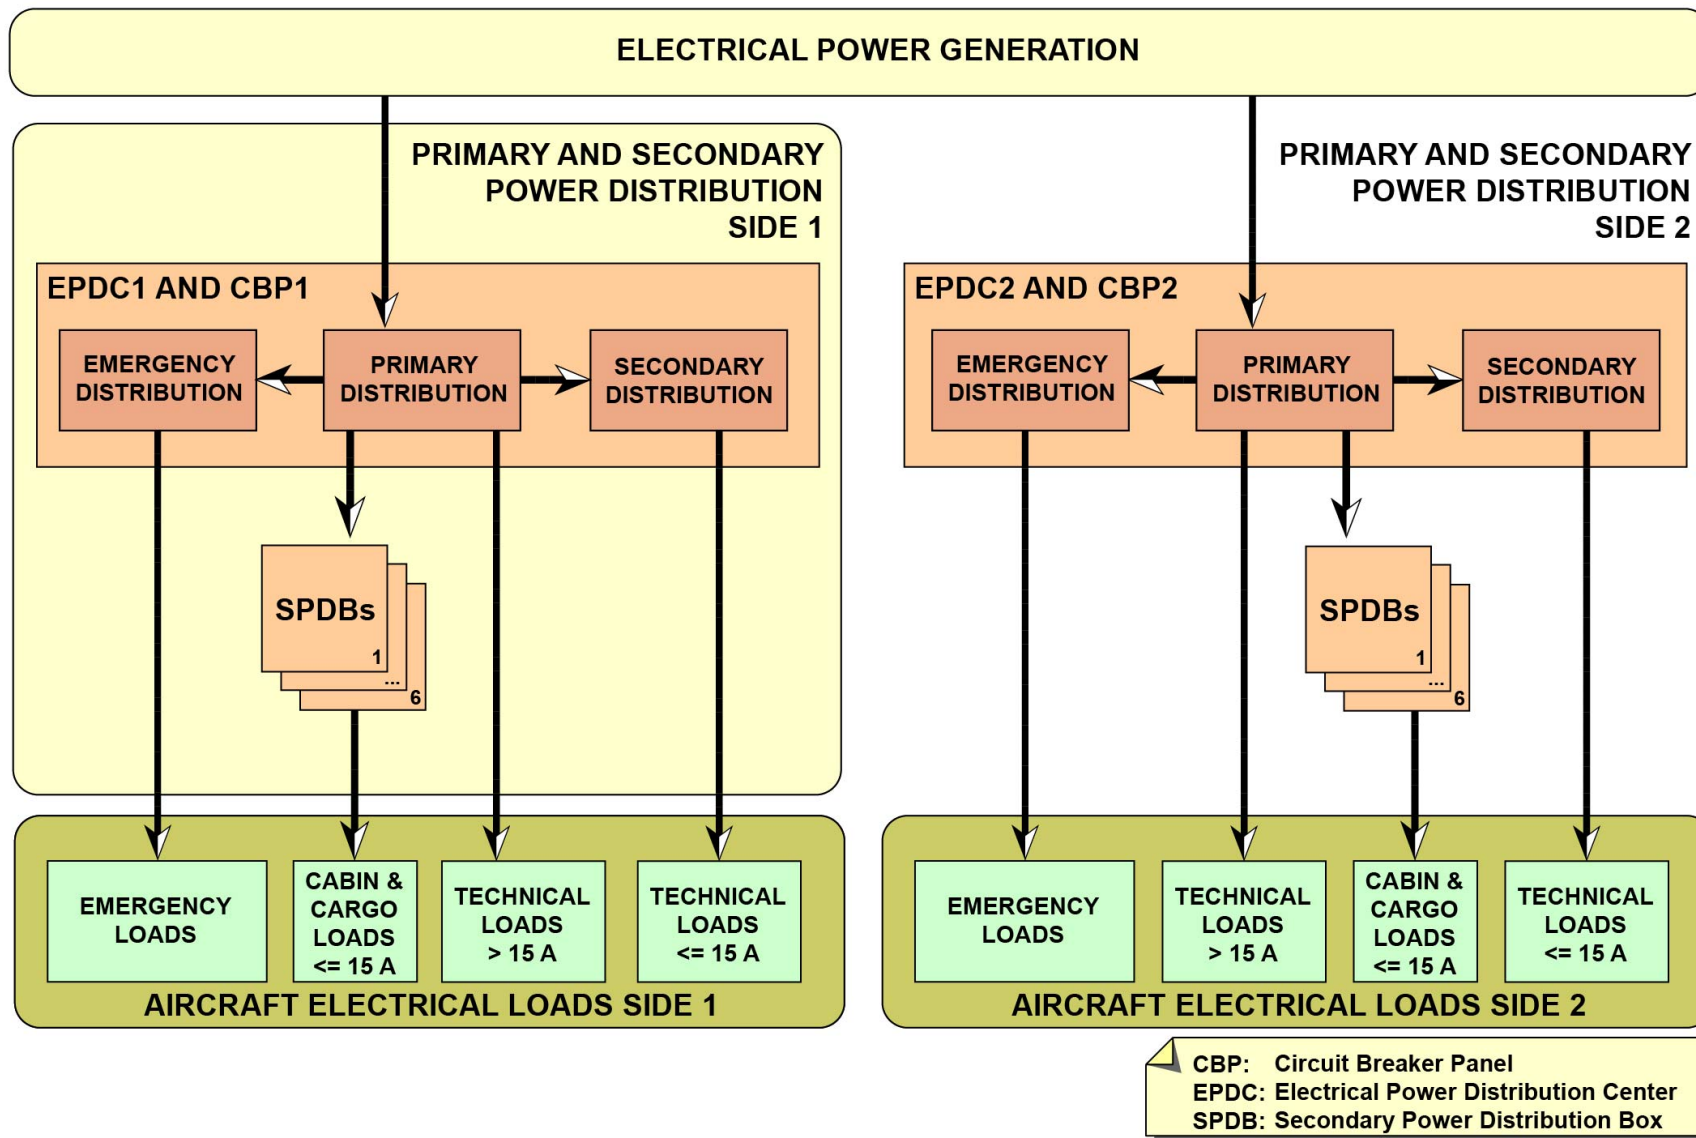 ELECTRICAL POWER GENERATION
PRIMARY AND SECONDARY
POWER DISTRIBUTION
SIDE 1
EPDC1 AND CBP1
EMERGENCY
DISTRIBUTION
PRIMARY
DISTRIBUTION
SECONDARY
DISTRIBUTION
SPDBs
1
...
6
EMERGENCY
LOADS
CABIN &
CARGO
LOADS
<= 15 A
TECHNICAL
LOADS
> 15 A
TECHNICAL
LOADS
<= 15 A
AIRCRAFT ELECTRICAL LOADS SIDE 1
PRIMARY AND SECONDARY
POWER DISTRIBUTION
SIDE 2
EPDC2 AND CBP2
EMERGENCY
DISTRIBUTION
PRIMARY
DISTRIBUTION
SECONDARY
DISTRIBUTION
SPDBs
1
...
6
EMERGENCY
LOADS
TECHNICAL
LOADS
> 15 A
CABIN &
CARGO
LOADS
<= 15 A
TECHNICAL
LOADS
<= 15 A
AIRCRAFT ELECTRICAL LOADS SIDE 2
CBP: Circuit Breaker Panel
EPDC: Electrical Power Distribution Center
SPDB: Secondary Power Distribution Box